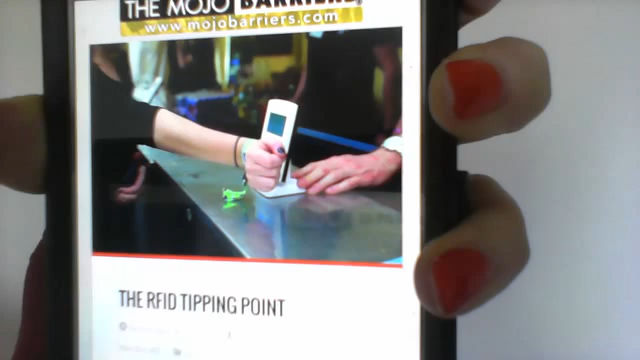 THE MOJO BARRIERS
www.mojobarriers.com
THE RFID TIPPING POINT